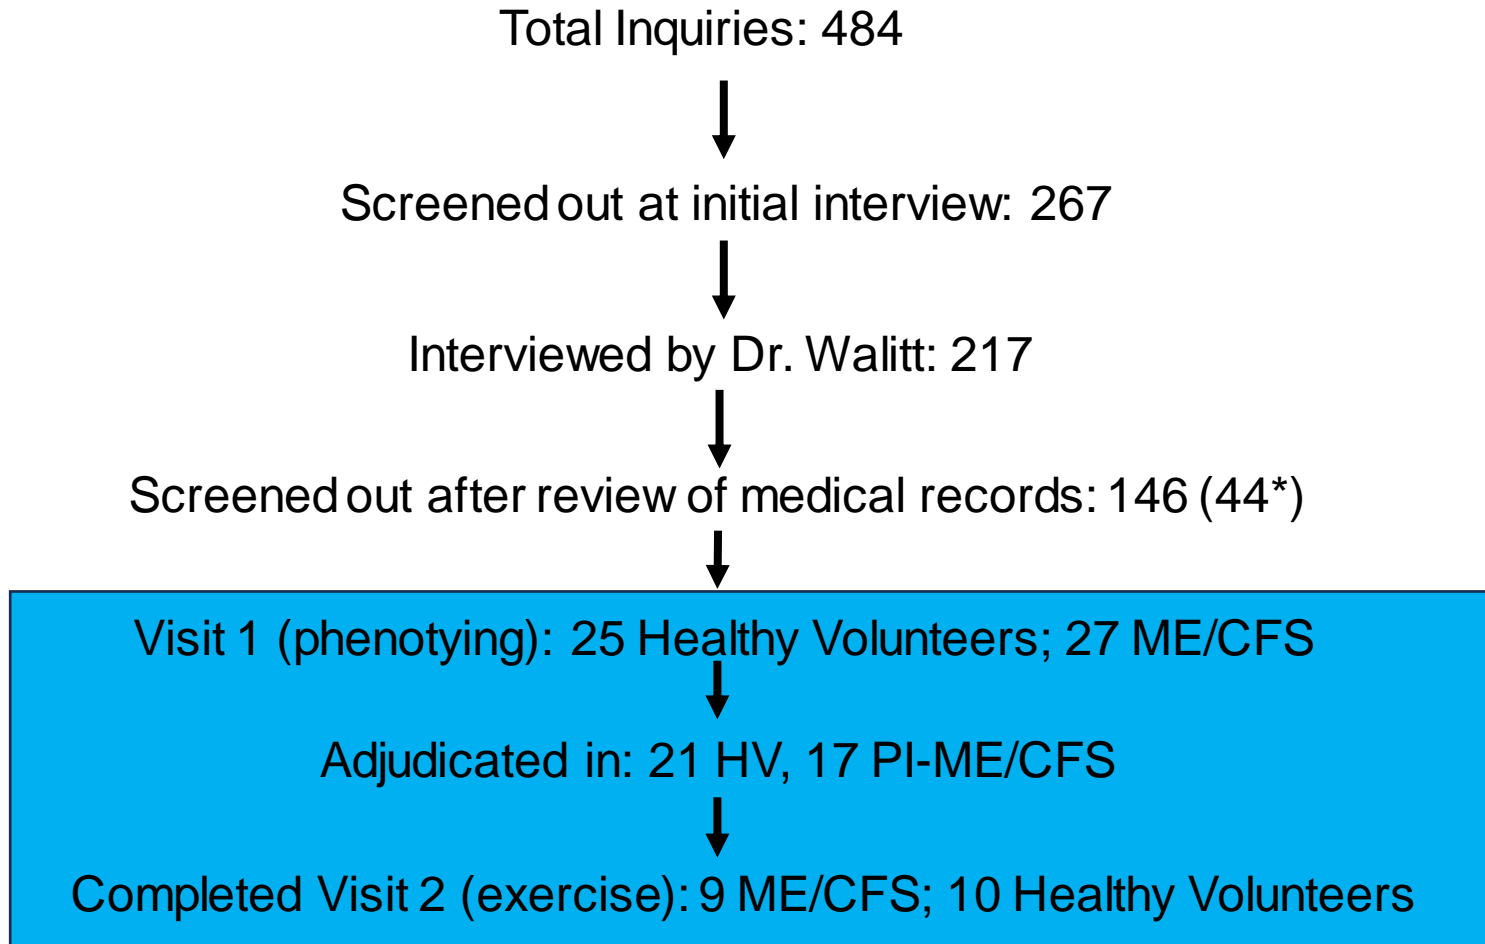 Total Inquiries: 484
Screened out at initial interview: 267
Interviewed by Dr. Walitt: 217
Screened out after review of medical records: 146 (44*)
Visit 1 (phenotying): 25 Healthy Volunteers; 27 ME/CFS
Adjudicated in: 21 HV, 17 PI-ME/CFS
Completed Visit 2 (exercise): 9 ME/CFS; 10 Healthy Volunteers